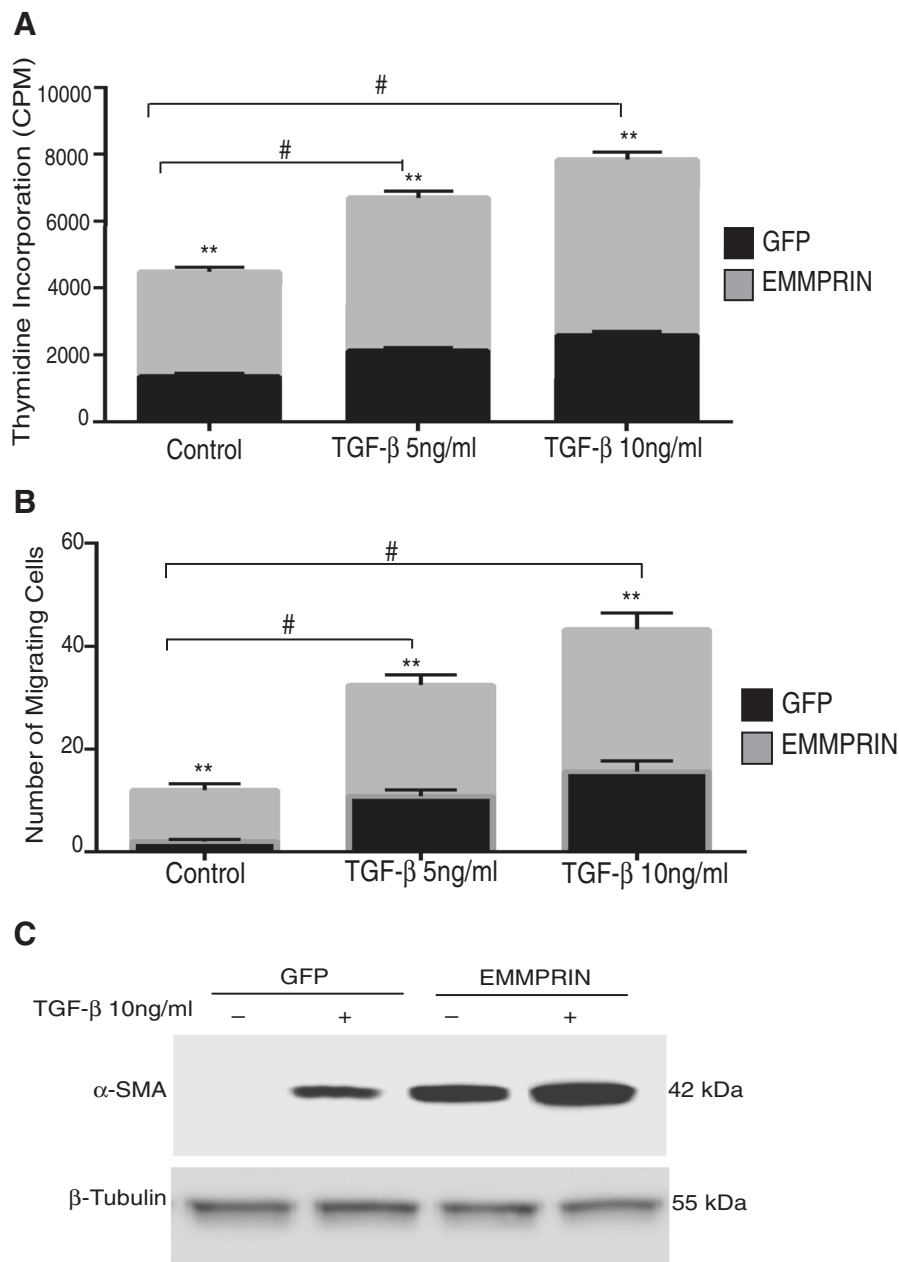 A
Thymidine Incorporation (CPM)
10000
8000
6000
4000
2000
0
#
#
**
**
**
Control
TGF-β 5ng/ml
TGF-β 10ng/ml
GFP
EMMPRIN
B
Number of Migrating Cells
60
40
20
0
#
#
**
**
**
Control
TGF-β 5ng/ml
TGF-β 10ng/ml
GFP
EMMPRIN
C
GFP
EMMPRIN
TGF-β 10ng/ml
– + – +
α-SMA
42 kDa
β-Tubulin
55 kDa